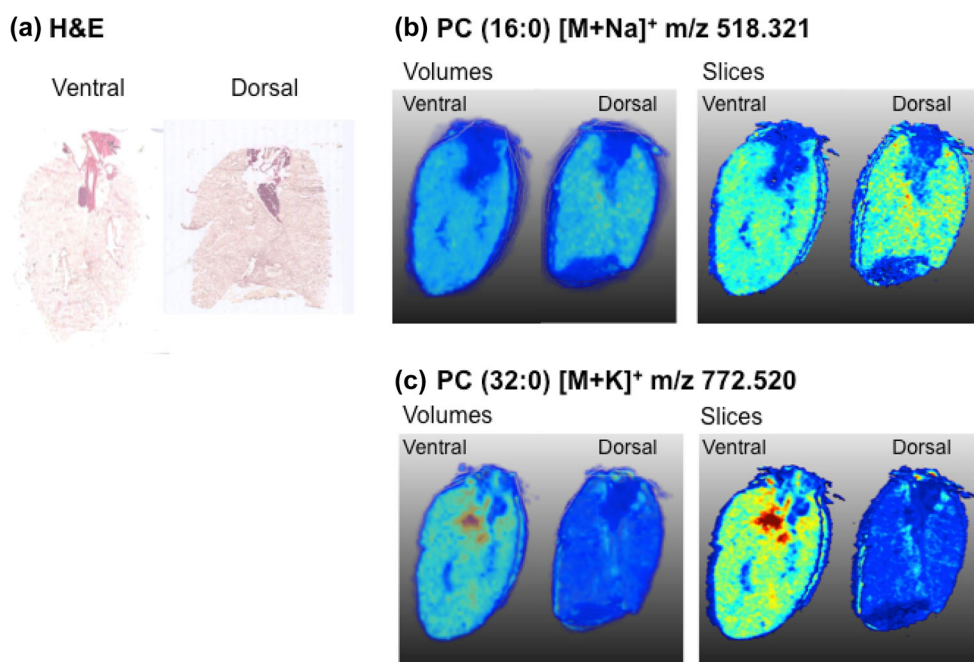 (a) H&E
Ventral Dorsal
(b) PC (16:0) [M+Na]⁺ m/z 518.321
Volumes Slices
Ventral Dorsal Ventral Dorsal
(c) PC (32:0) [M+K]⁺ m/z 772.520
Volumes Slices
Ventral Dorsal Ventral Dorsal